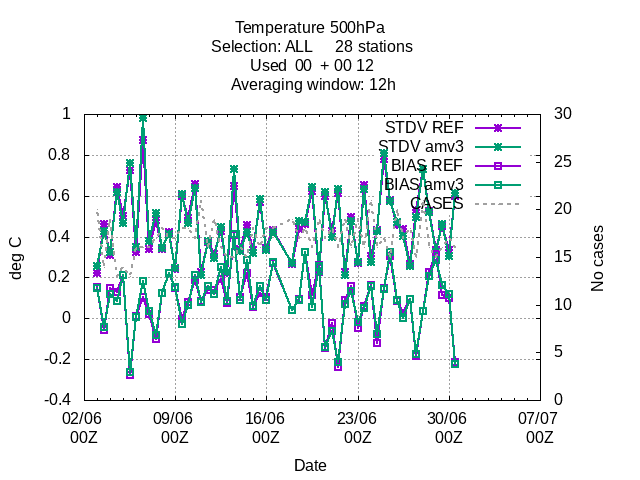 Temperature 500hPa
Selection: ALL     28 stations
Used  00  + 00 12
Averaging window: 12h
1
0.8
0.6
0.4
0.2
0
-0.2
-0.4
deg C
30
25
20
15
10
5
0
No cases
STDV REF
STDV amv3
BIAS REF
BIAS amv3
CASES
02/06 09/06 16/06 23/06 30/06 07/07
00Z 00Z 00Z 00Z 00Z 00Z
Date